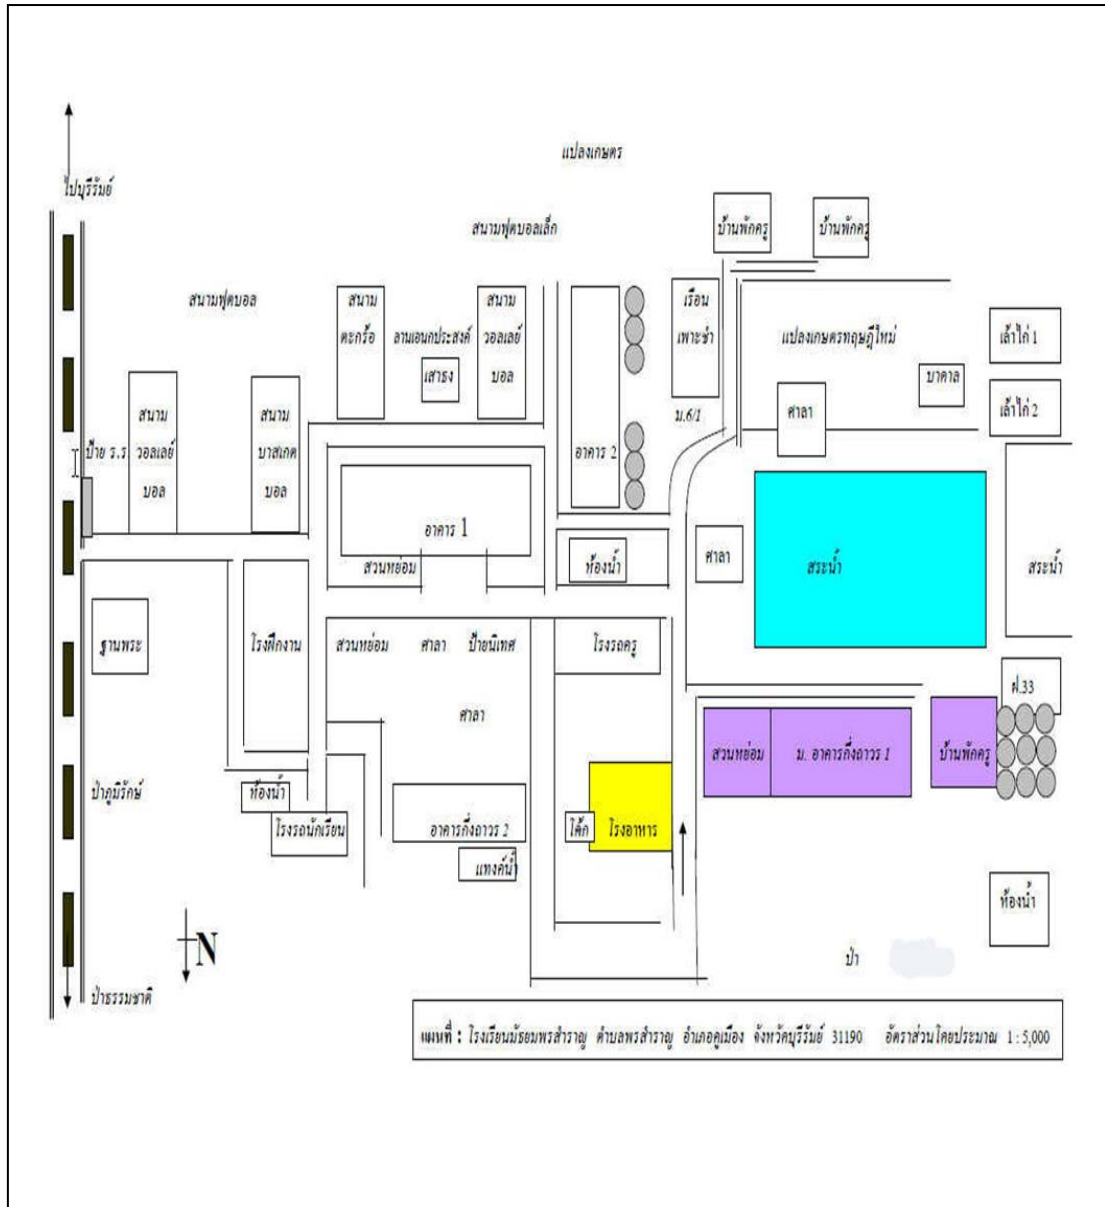 แปลงเกษตร
ไปบุรีรัมย์
บ้านพักครู
บ้านพักครู
สนามฟุตบอลเล็ก
สนามฟุตบอล
สนาม
ตะกร้อ
ลานเอนกประสงค์
เสาธง
สนาม
วอลเลย์
บอล
เรือน
เพาะชำ
ม.6/1
แปลงเกษตรทฤษฎีใหม่
เล้าไก่ 1
บาดาล
เล้าไก่ 2
ศาลา
ป้าย ร.ร.
สนาม
วอลเลย์
บอล
สนาม
บาสเกต
บอล
อาคาร 2
อาคาร 1
สวนหย่อม
ห้องน้ำ
ศาลา
สระน้ำ
สระน้ำ
ฐานพระ
โรงฝึกงาน
สวนหย่อม
ศาลา
ป้ายนิเทศ
โรงรถครู
ฝ.33
ศาลา
สวนหย่อม
ม. อาคารกึ่งถาวร 1
บ้านพักครู
ป่าภูมิรักษ์
ห้องน้ำ
โรงรถนักเรียน
อาคารกึ่งถาวร 2
โต๊ก
โรงอาหาร
แทงค์น้ำ
ห้องน้ำ
N
ป่า
ป่าธรรมชาติ
แผนที่ : โรงเรียนมัธยมพรสำราญ ตำบลพรสำราญ อำเภอคูเมือง จังหวัดบุรีรัมย์ 31190 อัตราส่วนโดยประมาณ 1 : 5,000